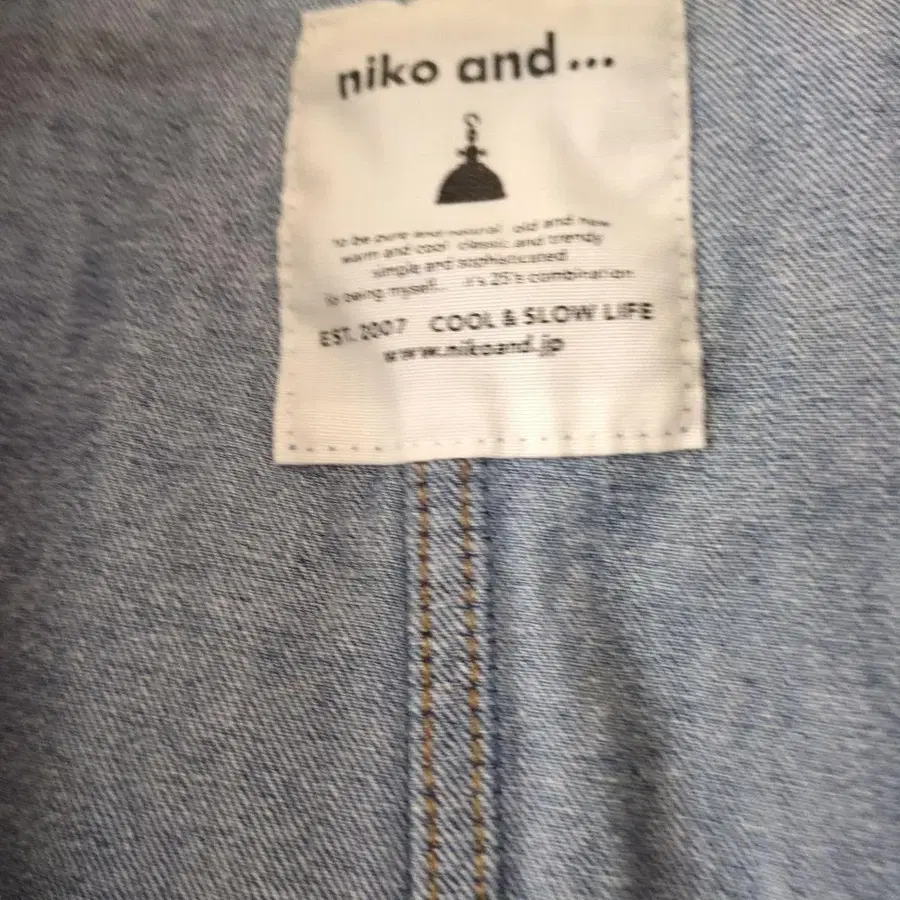 niko and...
to be pure and natural old and new
warm and cool classic and trendy
simple and sophisticated
to being myself... it's 25's combination
EST. 2007 COOL & SLOW LIFE
www.nikoand.jp